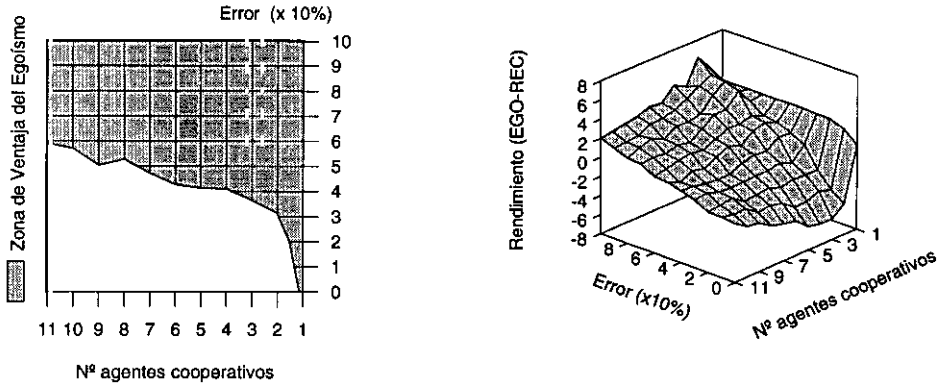 Error (x 10%)
Zona de Ventaja del Egoísmo
10
9
8
7
6
5
4
3
2
1
0
11 10 9 8 7 6 5 4 3 2 1
Nº agentes cooperativos
Rendimiento (EGO-REC)
8
6
4
2
0
-2
-4
-6
-8
8 6 4 2 0
Error (x10%)
11 9 7 5 3 1
Nº agentes cooperativos